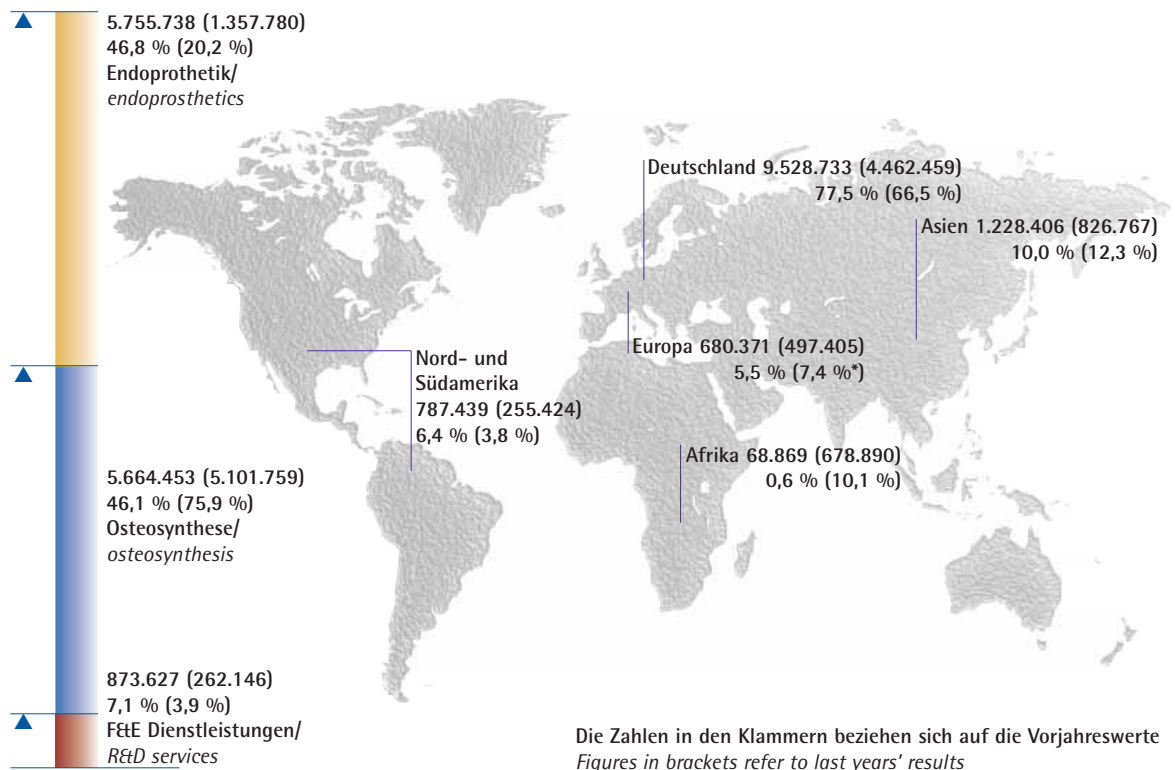 5.755.738 (1.357.780)
46,8 % (20,2 %)
Endoprothetik/
endoprosthetics
Deutschland 9.528.733 (4.462.459)
77,5 % (66,5 %)
Asien 1.228.406 (826.767)
10,0 % (12,3 %)
Europa 680.371 (497.405)
5,5 % (7,4 %*)
Nord- und
Südamerika
787.439 (255.424)
6,4 % (3,8 %)
Afrika 68.869 (678.890)
0,6 % (10,1 %)
5.664.453 (5.101.759)
46,1 % (75,9 %)
Osteosynthese/
osteosynthesis
873.627 (262.146)
7,1 % (3,9 %)
F&E Dienstleistungen/
R&D services
Die Zahlen in den Klammern beziehen sich auf die Vorjahreswerte
Figures in brackets refer to last years' results